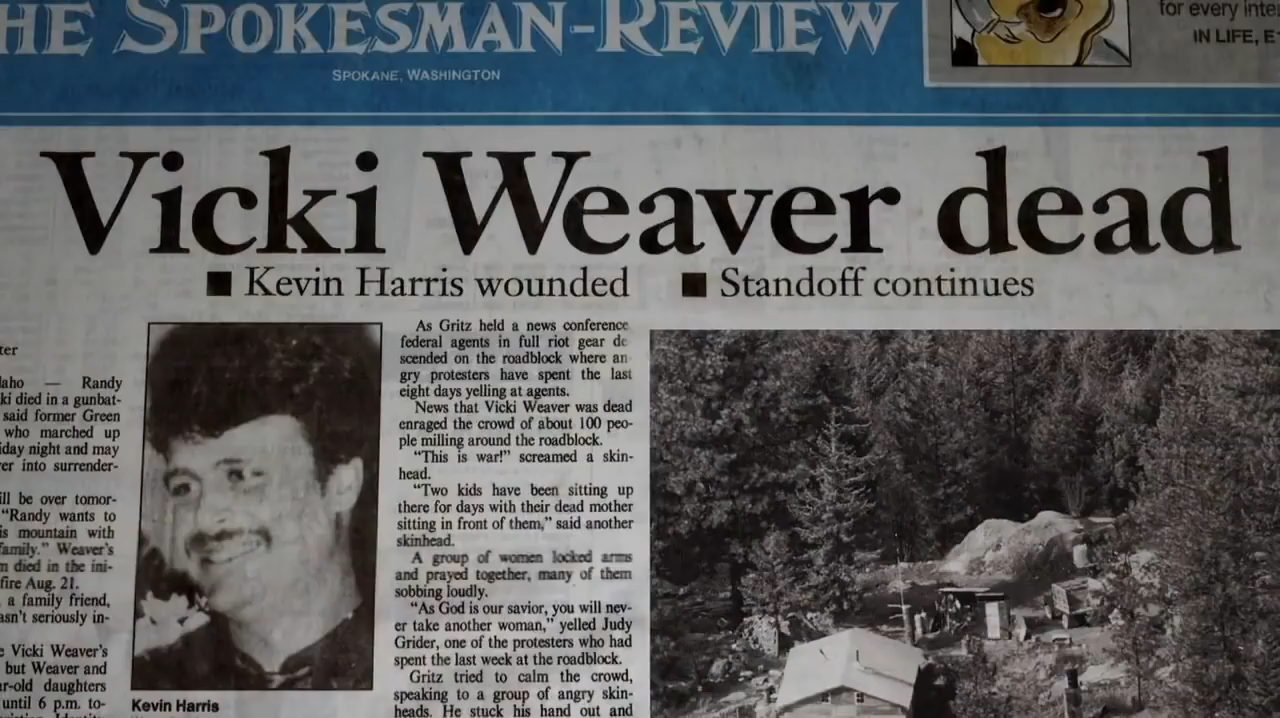 HE SPOKESMAN-REVIEW
SPOKANE, WASHINGTON
for every inte
IN LIFE, E
Vicki Weaver dead
■ Kevin Harris wounded ■ Standoff continues
ter
laho — Randy
ki died in a gunbat-
said former Green
who marched up
iday night and may
er into surrender-
ill be over tomor-
“Randy wants to
is mountain with
family.” Weaver's
m died in the ini-
fire Aug. 21.
a family friend,
asn't seriously in-
e Vicki Weaver's
but Weaver and
ar-old daughters
until 6 p.m. to-
Kevin Harris
As Gritz held a news conference
federal agents in full riot gear de
scended on the roadblock where an-
gry protesters have spent the last
eight days yelling at agents.
News that Vicki Weaver was dead
enraged the crowd of about 100 peo-
ple milling around the roadblock.
“This is war!” screamed a skin-
head.
“Two kids have been sitting up
there for days with their dead mother
sitting in front of them,” said another
skinhead.
A group of women locked arms
and prayed together, many of them
sobbing loudly.
“As God is our savior, you will nev-
er take another woman,” yelled Judy
Grider, one of the protesters who had
spent the last week at the roadblock.
Gritz tried to calm the crowd,
speaking to a group of angry skin-
heads. He stuck his hand out and